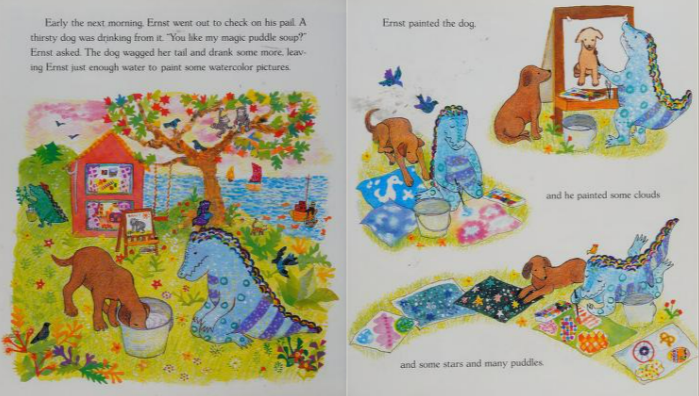 Early the next morning, Ernst went out to check on his pail. A
thirsty dog was drinking from it. "You like my magic puddle soup?"
Ernst asked. The dog wagged her tail and drank some more, leav-
ing Ernst just enough water to paint some watercolor pictures.
Ernst painted the dog,
and he painted some clouds
and some stars and many puddles.